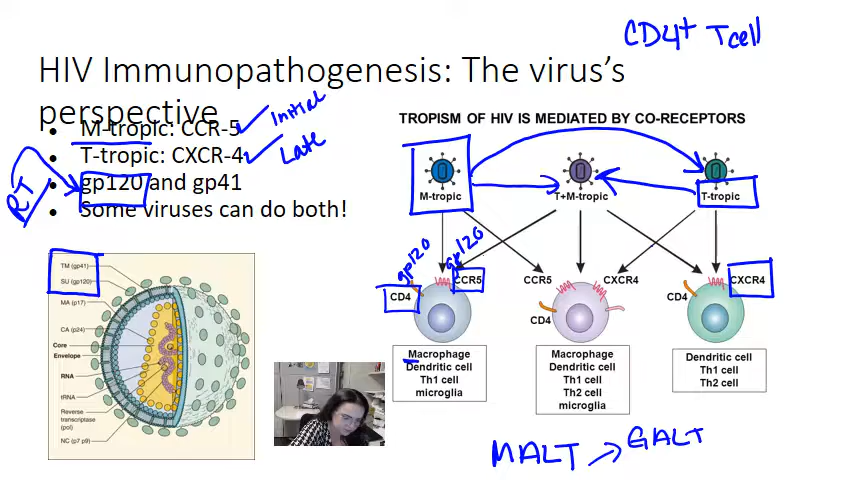 CD4+ T cell
HIV Immunopathogenesis: The virus's
perspective
• M-tropic: CCR-5
Initial
• T-tropic: CXCR-4
Late
RT
• gp120 and gp41
• Some viruses can do both!
TROPISM OF HIV IS MEDIATED BY CO-RECEPTORS
M-tropic
T+M-tropic
T-tropic
gp120
gp120
CD4
CCR5
CCR5
CXCR4
CD4
CD4
CXCR4
Macrophage
Dendritic cell
Th1 cell
microglia
Macrophage
Dendritic cell
Th1 cell
Th2 cell
microglia
Dendritic cell
Th1 cell
Th2 cell
TM (gp41)
SU (gp120)
MA (p17)
CA (p24)
Core
Envelope
RNA
tRNA
Reverse
transcriptase
(pol)
NC (p7 p9)
MALT → GALT